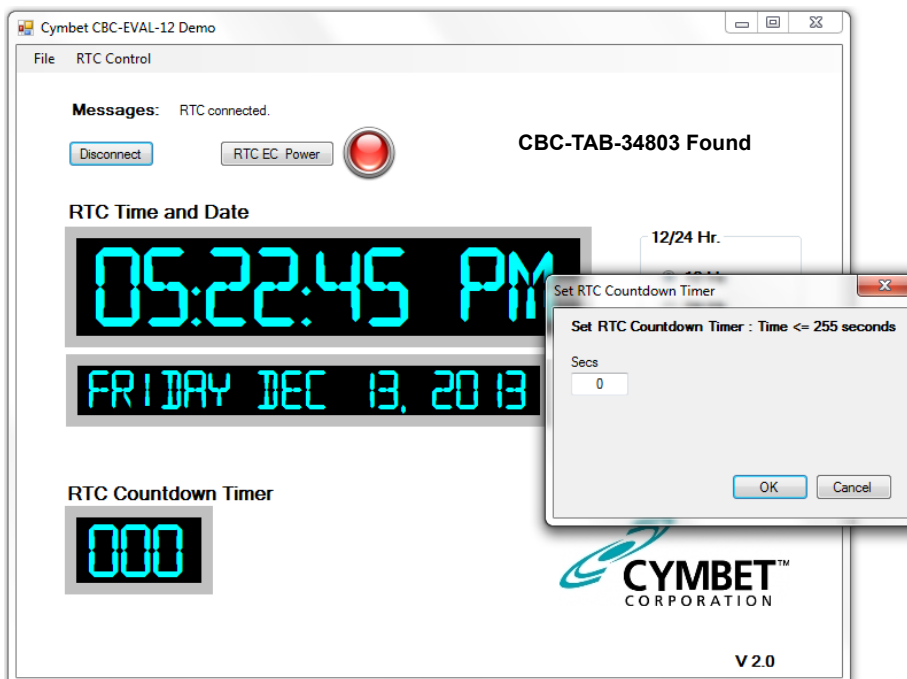 Cymbet CBC-EVAL-12 Demo
File RTC Control
Messages: RTC connected.
Disconnect RTC EC Power
CBC-TAB-34803 Found
RTC Time and Date
05:22:45 PM
12/24 Hr.
FRIDAY DEC 13, 2013
Set RTC Countdown Timer
Set RTC Countdown Timer : Time <= 255 seconds
Secs
0
OK Cancel
RTC Countdown Timer
000
CYMBET™
CORPORATION
V 2.0